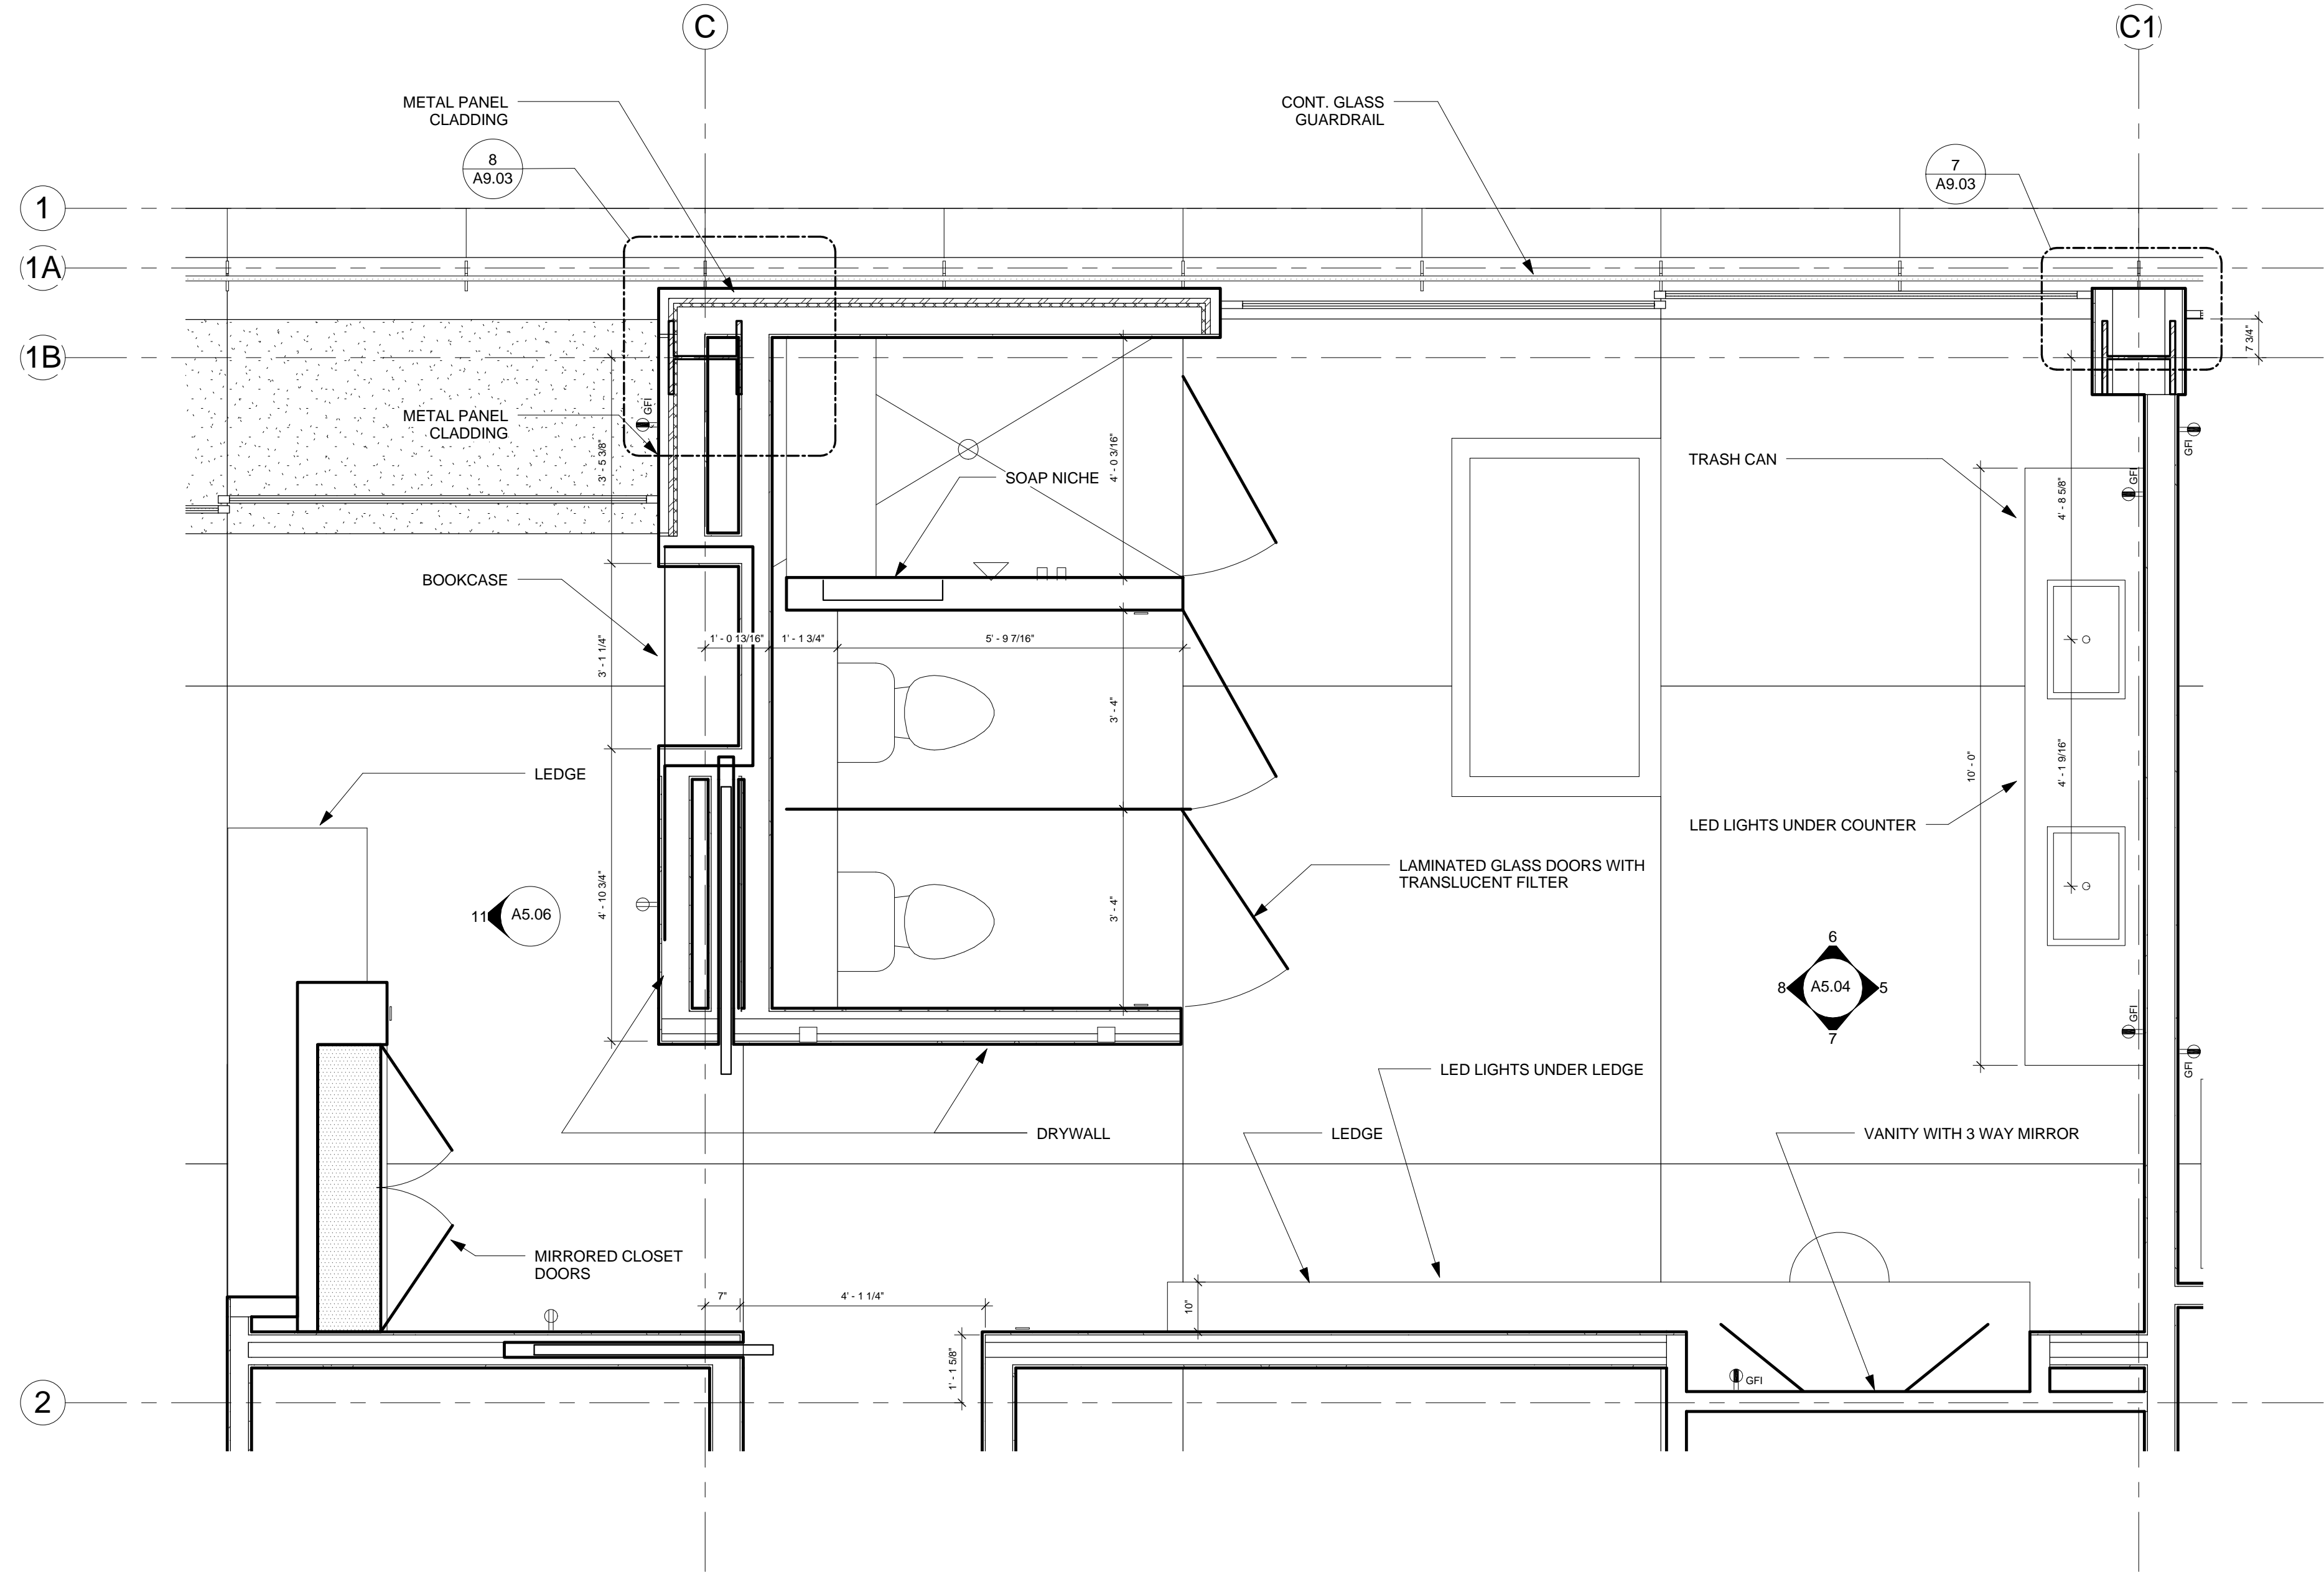 C
C1
METAL PANEL
CLADDING
CONT. GLASS
GUARDRAIL
8
A9.03
7
A9.03
1
1A
1B
7 3/4"
METAL PANEL
CLADDING
GFI
3' - 5 3/8"
SOAP NICHE
4' - 0 3/16"
TRASH CAN
GFI
GFI
4' - 8 5/8"
BOOKCASE
3' - 1 1/4"
1' - 0 13/16"
1' - 1 3/4"
5' - 9 7/16"
3' - 4"
10' - 0"
4' - 1 9/16"
LEDGE
LED LIGHTS UNDER COUNTER
LAMINATED GLASS DOORS WITH
TRANSLUCENT FILTER
11
A5.06
4' - 10 3/4"
3' - 4"
6
8
A5.04
5
7
GFI
GFI
LED LIGHTS UNDER LEDGE
DRYWALL
LEDGE
VANITY WITH 3 WAY MIRROR
MIRRORED CLOSET
DOORS
7"
4' - 1 1/4"
10"
1' - 1 5/8"
GFI
2